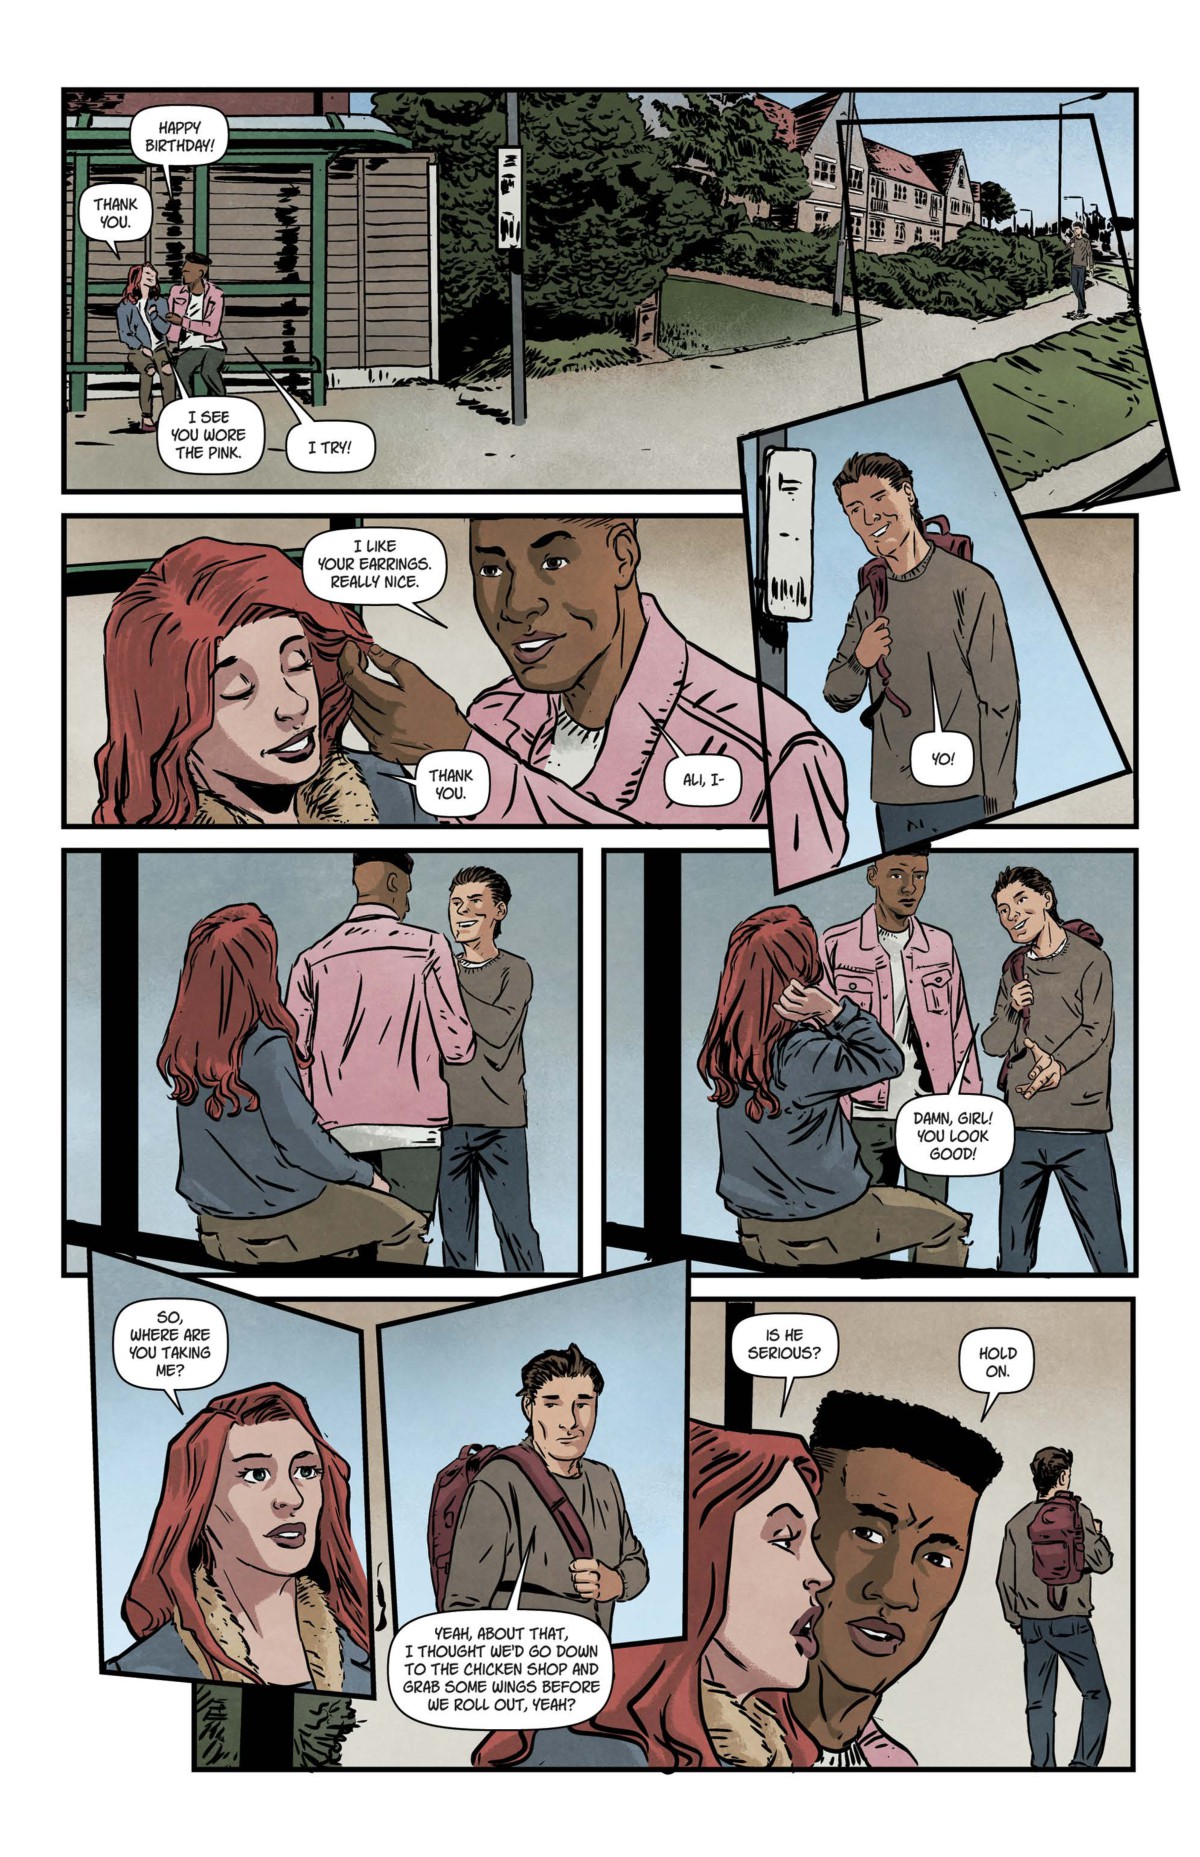 HAPPY
BIRTHDAY!
THANK
YOU.
I SEE
YOU WORE
THE PINK.
I TRY!
I LIKE
YOUR EARRINGS.
REALLY NICE.
THANK
YOU.
ALI, I-
YO!
DAMN, GIRL!
YOU LOOK
GOOD!
SO,
WHERE ARE
YOU TAKING
ME?
YEAH, ABOUT THAT,
I THOUGHT WE'D GO DOWN
TO THE CHICKEN SHOP AND
GRAB SOME WINGS BEFORE
WE ROLL OUT, YEAH?
IS HE
SERIOUS?
HOLD
ON.